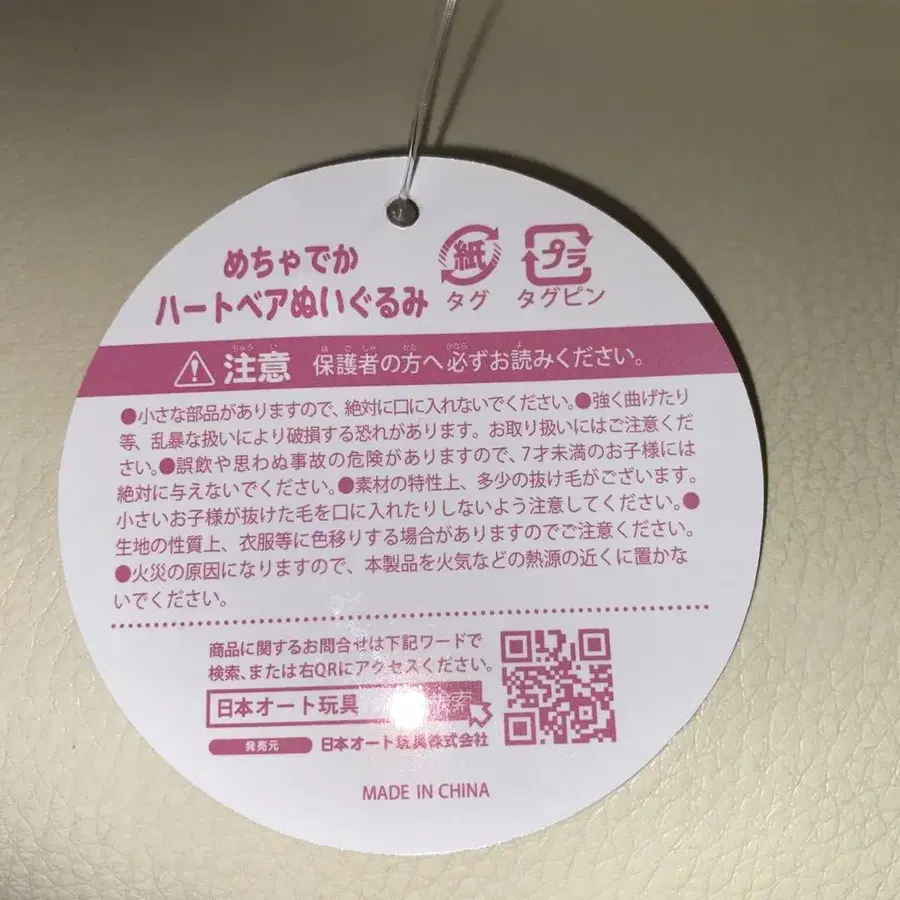 めちゃでか
ハートベアぬいぐるみ
紙
タグ
プラ
タグピン
注意 保護者の方へ必ずお読みください。
●小さな部品がありますので、絶対に口に入れないでください。●強く曲げたり
等、乱暴な扱いにより破損する恐れがあります。お取り扱いにはご注意くだ
さい。●誤飲や思わぬ事故の危険がありますので、7才未満のお子様には
絶対に与えないでください。●素材の特性上、多少の抜け毛がございます。
小さいお子様が抜けた毛を口に入れたりしないよう注意してください。●
生地の性質上、衣服等に色移りする場合がありますのでご注意ください。
●火災の原因になりますので、本製品を火気などの熱源の近くに置かな
いでください。
商品に関するお問合せは下記ワードで
検索、または右QRにアクセスください。
日本オート玩具 検索
発売元 日本オート玩具株式会社
MADE IN CHINA